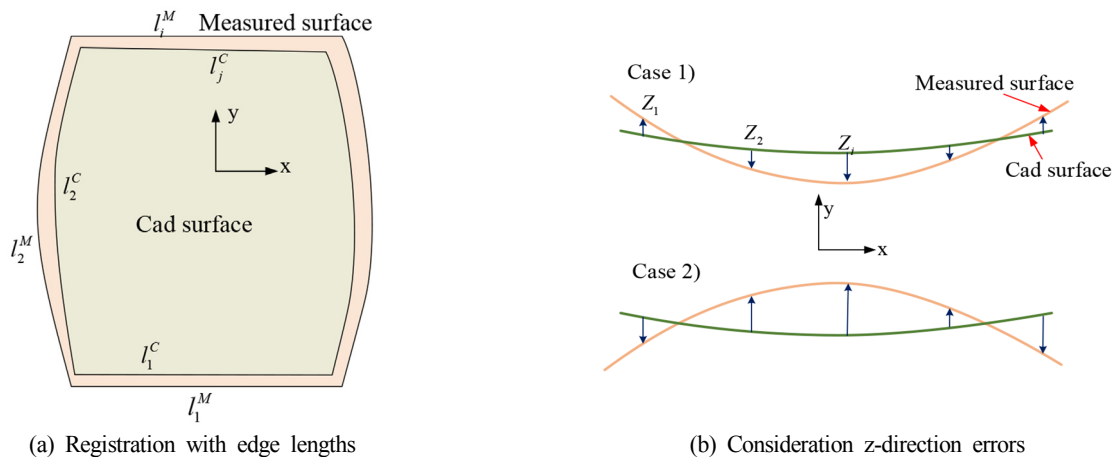 l_i^M Measured surface
l_j^C
y
x
l_2^C
Cad surface
l_2^M
l_1^C
l_1^M
(a) Registration with edge lengths
Case 1)
Measured surface
Z_1
Z_2
Z_i
Cad surface
y
x
Case 2)
(b) Consideration z-direction errors